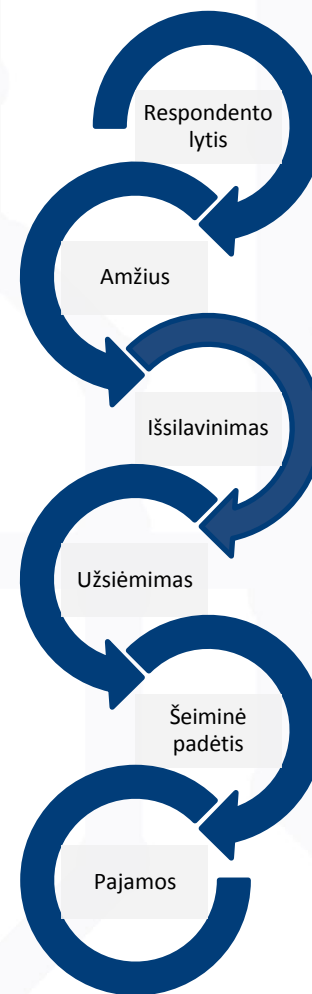 Respondento
lytis
Amžius
Išsilavinimas
Užsiėmimas
Šeiminė
padėtis
Pajamos